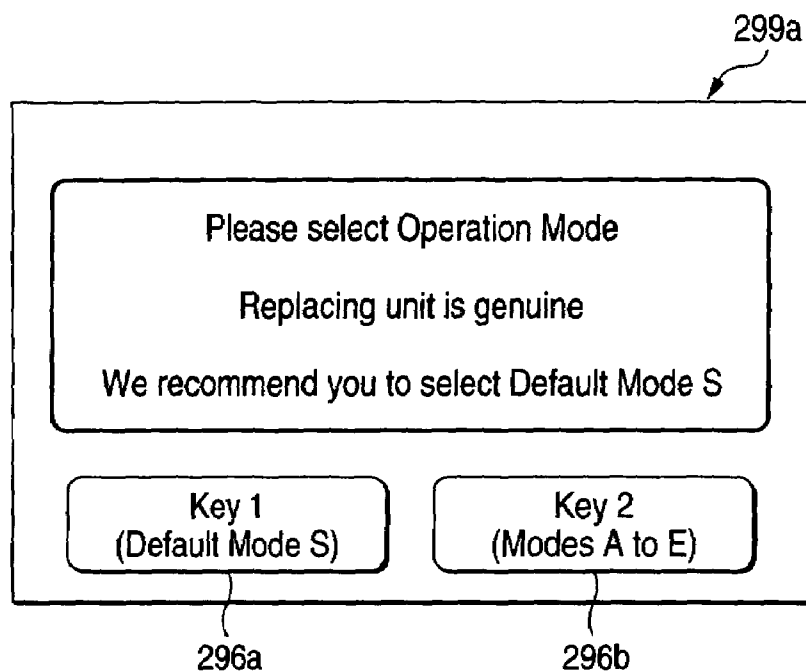 299a
Please select Operation Mode
Replacing unit is genuine
We recommend you to select Default Mode S
Key 1
(Default Mode S)
Key 2
(Modes A to E)
296a
296b